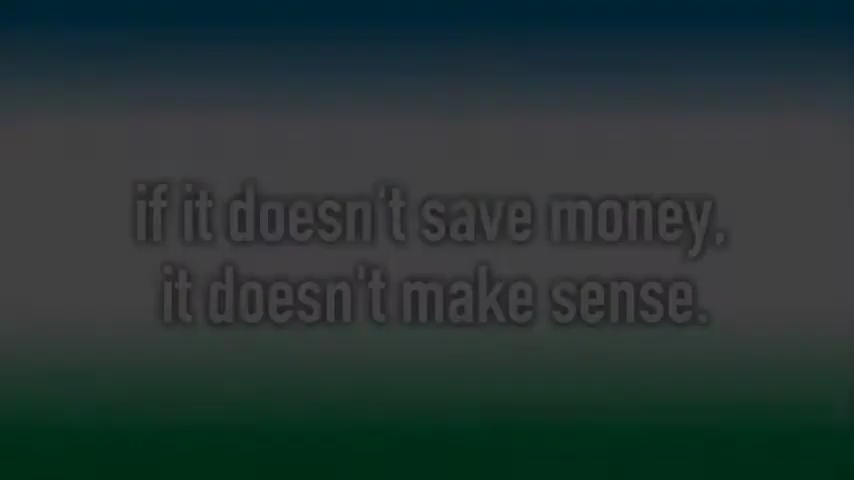 if it doesn't save money,
it doesn't make sense.